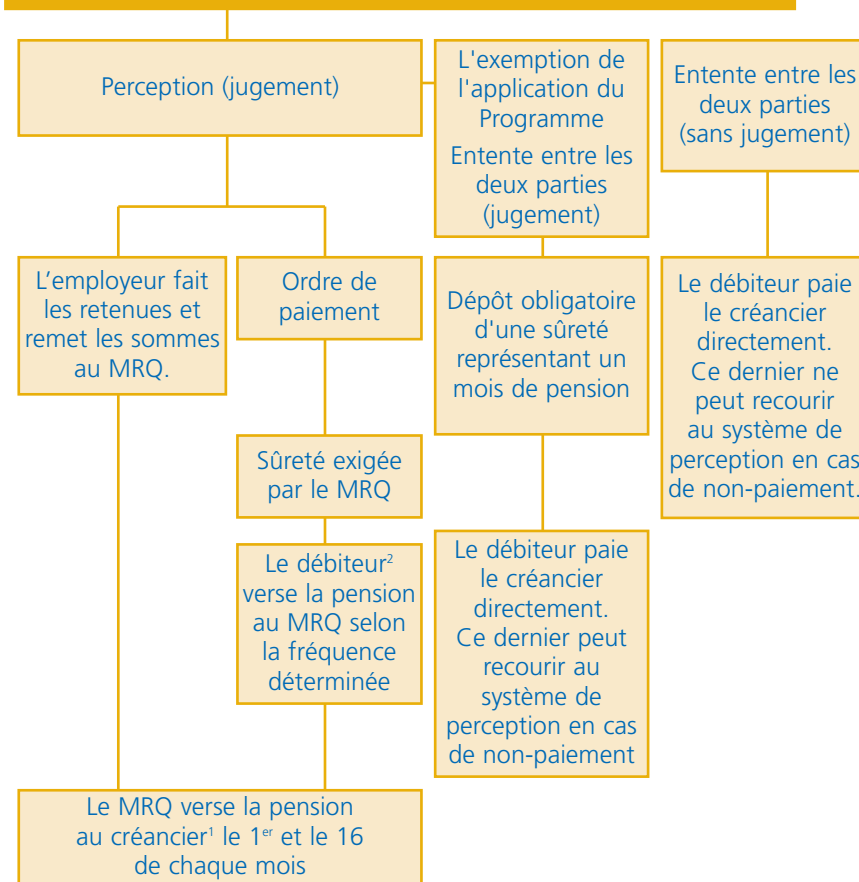 Perception (jugement)
L'exemption de
l'application du
Programme
Entente entre les
deux parties
(jugement)
Entente entre les
deux parties
(sans jugement)
L’employeur fait
les retenues et
remet les sommes
au MRQ.
Ordre de
paiement
Dépôt obligatoire
d'une sûreté
représentant un
mois de pension
Le débiteur paie
le créancier
directement.
Ce dernier ne
peut recourir
au système de
perception en cas
de non-paiement.
Sûreté exigée
par le MRQ
Le débiteur²
verse la pension
au MRQ selon
la fréquence
déterminée
Le débiteur paie
le créancier
directement.
Ce dernier peut
recourir au
système de
perception en cas
de non-paiement
Le MRQ verse la pension
au créancier¹ le 1er et le 16
de chaque mois